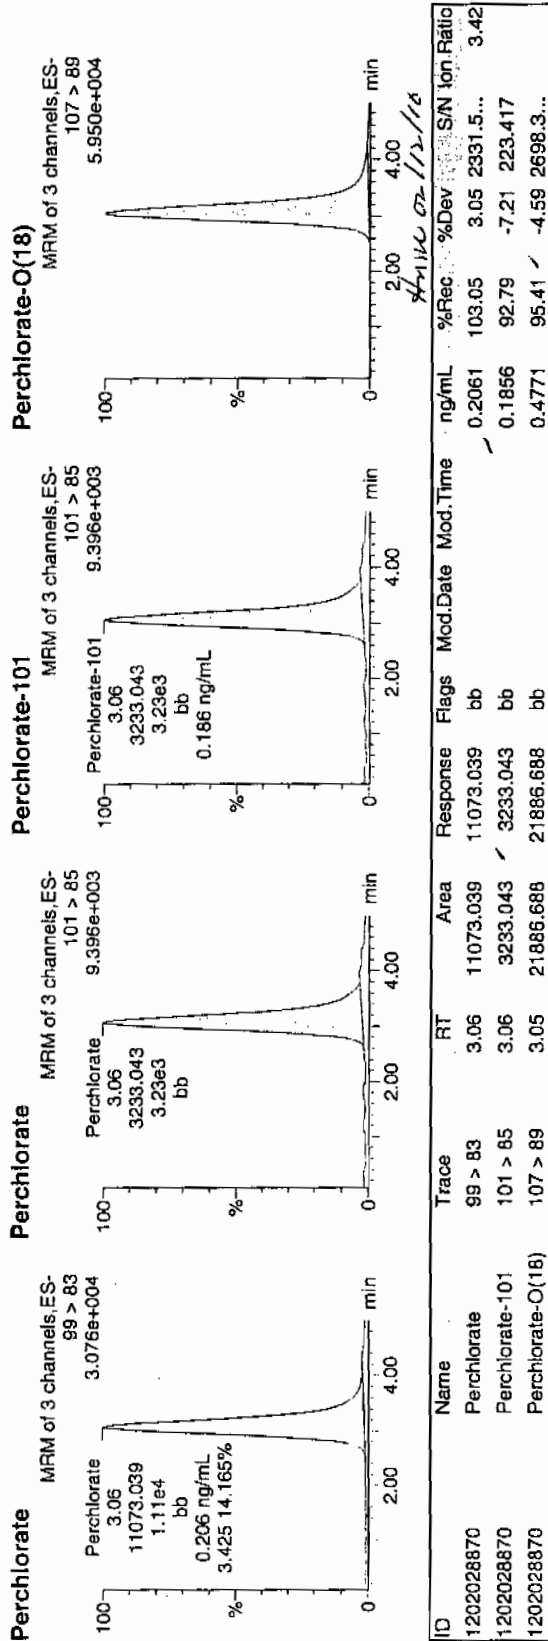 Perchlorate
MRM of 3 channels,ES-
99 > 83
3.076e+004
100
%
0
Perchlorate
3.06
11073.039
1.11e4
bb
0.206 ng/mL
3.425 14.165%
2.00
4.00
min
Perchlorate
MRM of 3 channels,ES-
101 > 85
9.396e+003
100
%
0
Perchlorate
3.06
3233.043
3.23e3
bb
2.00
4.00
min
Perchlorate-101
MRM of 3 channels,ES-
101 > 85
9.396e+003
100
%
0
Perchlorate-101
3.06
3233.043
3.23e3
bb
0.186 ng/mL
2.00
4.00
min
Perchlorate-O(18)
MRM of 3 channels,ES-
107 > 89
5.950e+004
100
%
0
2.00
4.00
min
02/12/10
ID Name Trace RT Area Response Flags Mod.Date Mod.Time ng/mL %Rec %Dev S/N Ion Ratio
1202028870 Perchlorate 99 > 83 3.06 11073.039 11073.039 bb 0.2061 103.05 3.05 2331.5... 3.42
1202028870 Perchlorate-101 101 > 85 3.06 3233.043 3233.043 bb 0.1856 92.79 -7.21 223.417
1202028870 Perchlorate-O(18) 107 > 89 3.05 21886.688 21886.688 bb 0.4771 95.41 -4.59 2698.3...